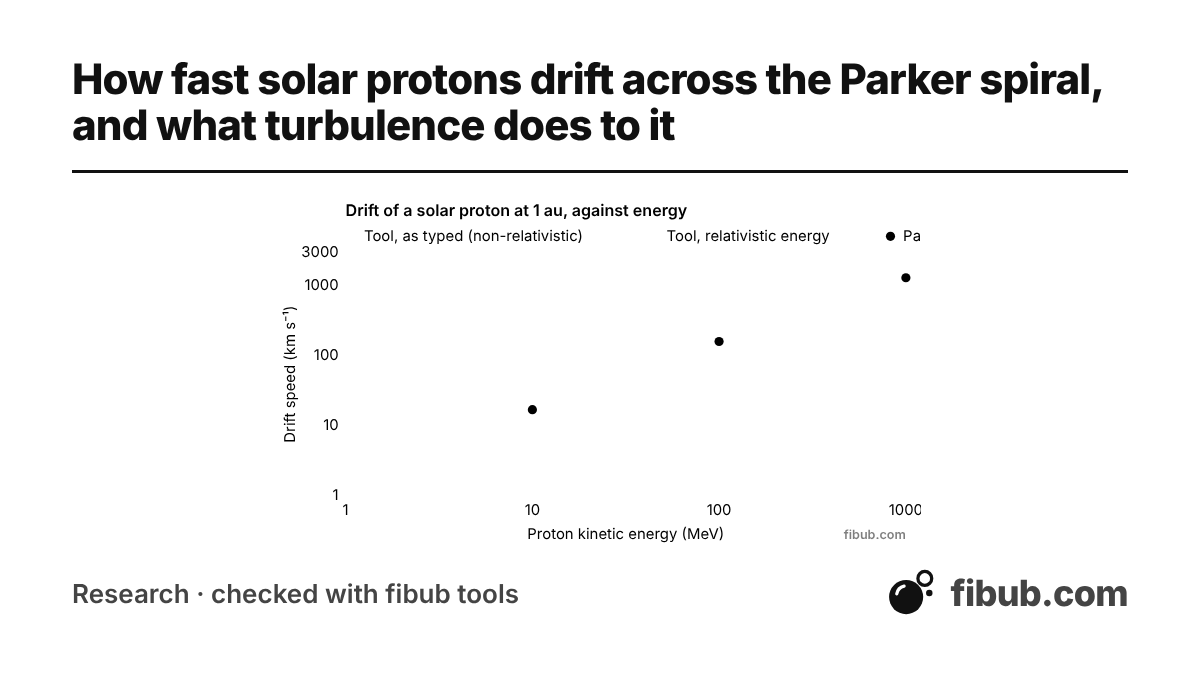 How fast solar protons drift across the Parker spiral,
and what turbulence does to it
Drift of a solar proton at 1 au, against energy
Tool, as typed (non-relativistic) Tool, relativistic energy Pa
3000
1000
100
10
1
Drift speed (km s⁻¹)
1 10 100 1000
Proton kinetic energy (MeV)
fibub.com
Research · checked with fibub tools
fibub.com